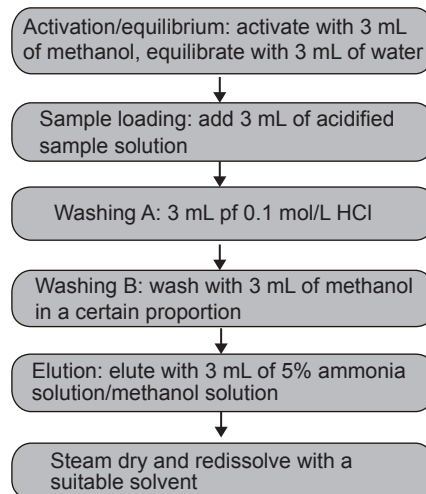 Activation/equilibrium: activate with 3 mL
of methanol, equilibrate with 3 mL of water
Sample loading: add 3 mL of acidified
sample solution
Washing A: 3 mL pf 0.1 mol/L HCl
Washing B: wash with 3 mL of methanol
in a certain proportion
Elution: elute with 3 mL of 5% ammonia
solution/methanol solution
Steam dry and redissolve with a
suitable solvent